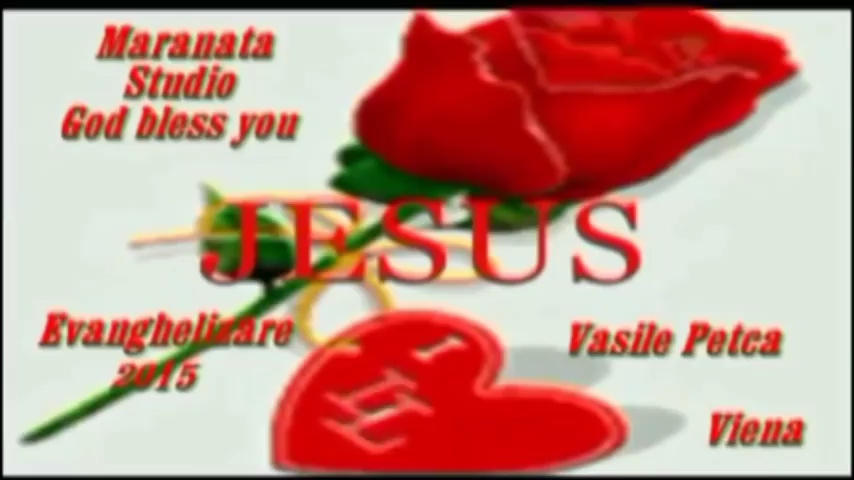 Maranata
Studio
God bless you
JESUS
Evanghelizare
2015
Vasile Petca
Viena